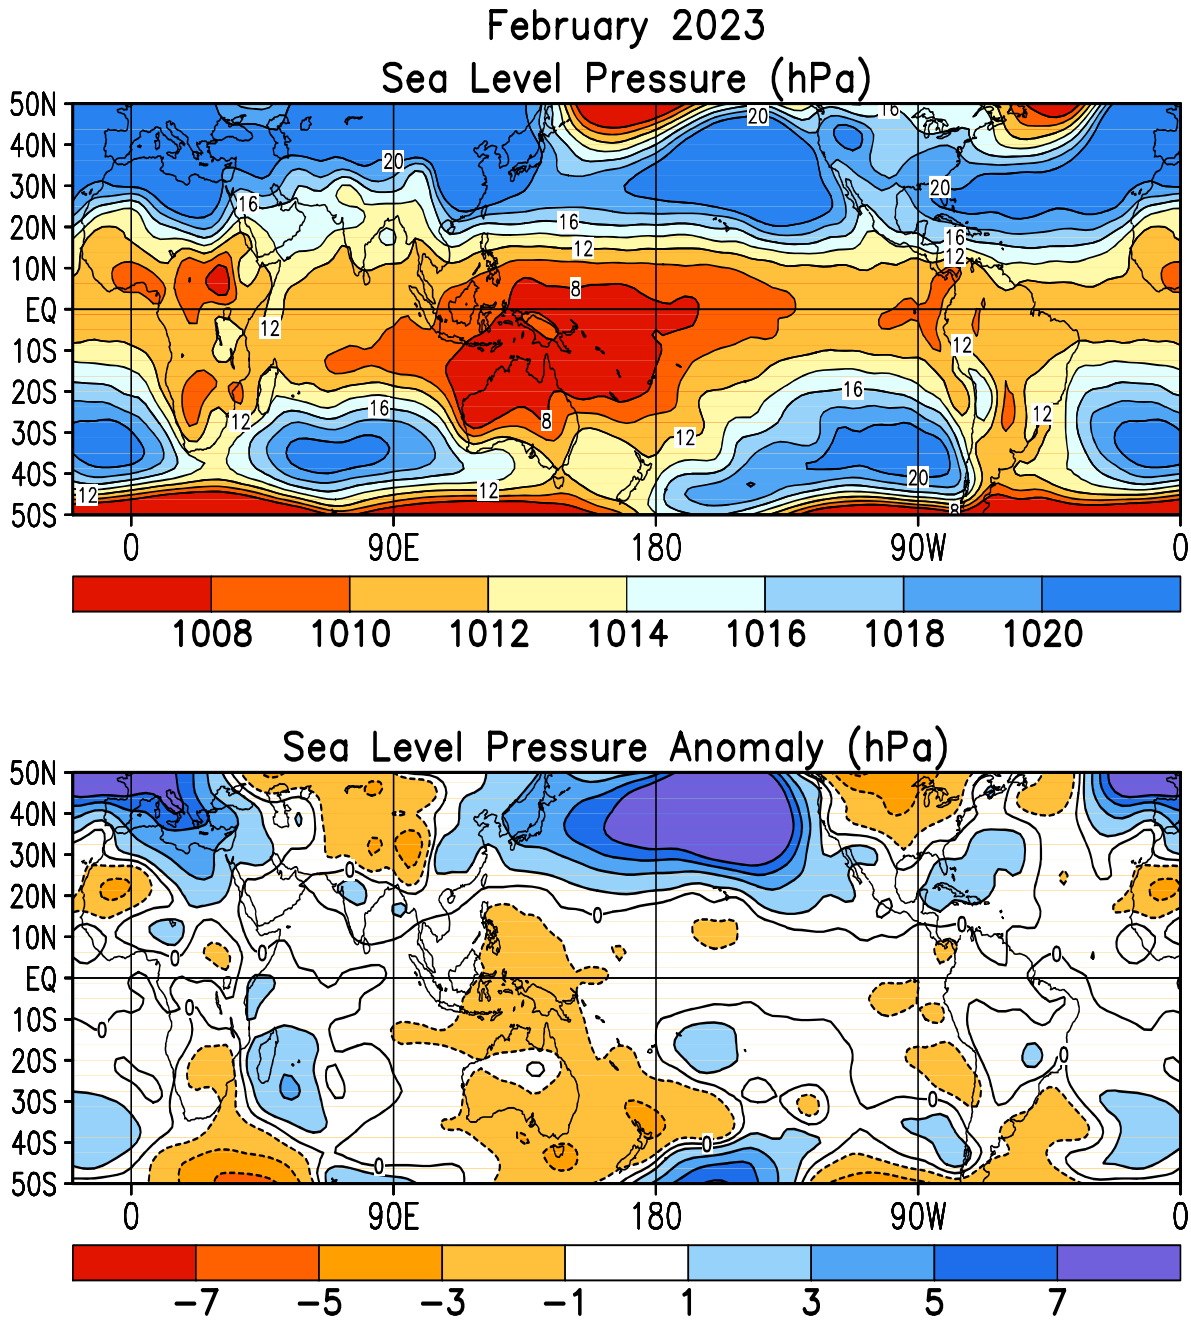 February 2023
Sea Level Pressure (hPa)
50N
20
16
40N
20
30N
20
16
16
20N
16
12
12
10N
8
EQ
12
12
10S
20S
16
16
12
8
12
30S
12
40S
20
12
12
8
50S
0 90E 180 90W 0
1008 1010 1012 1014 1016 1018 1020
Sea Level Pressure Anomaly (hPa)
50N
40N
30N
0
20N
0
0
10N
0
0
0
EQ
0
0
10S
0
20S
30S
0
40S
0
0
50S
0 90E 180 90W 0
−7 −5 −3 −1 1 3 5 7